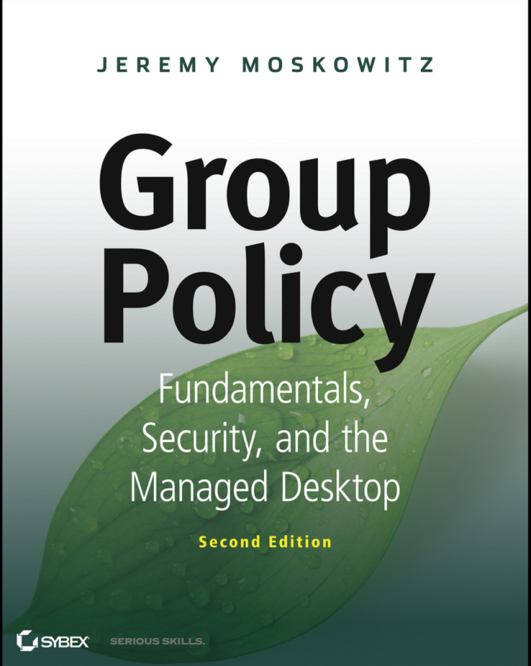 JEREMY MOSKOWITZ
Group
Policy
Fundamentals,
Security, and the
Managed Desktop
Second Edition
SYBEX SERIOUS SKILLS.